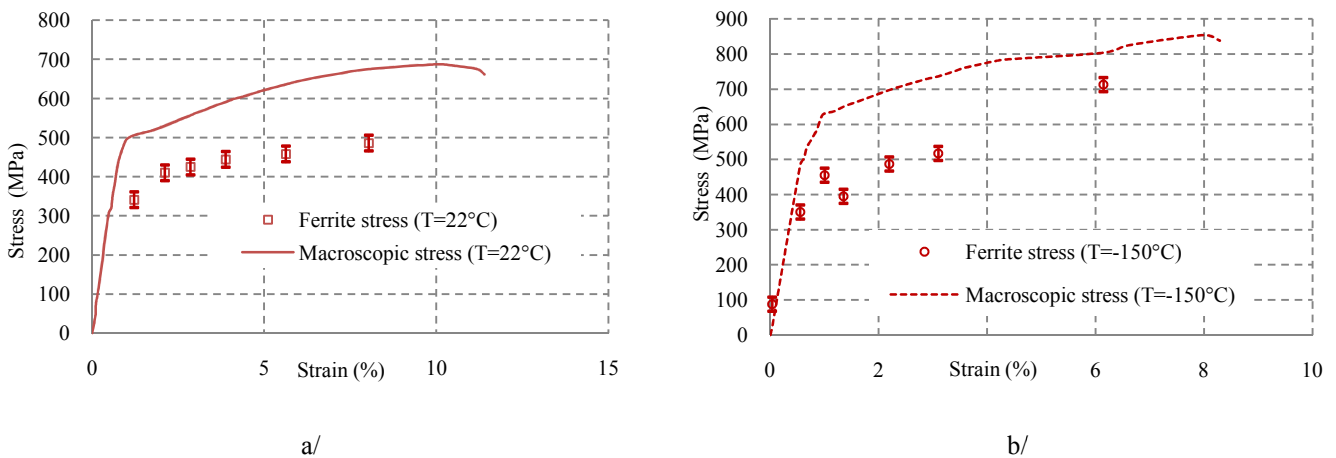 800
700
600
500
400
300
200
100
0
Stress (MPa)
0
5
10
15
Strain (%)
Ferrite stress (T=22°C)
Macroscopic stress (T=22°C)
a/
900
800
700
600
500
400
300
200
100
0
Stress (MPa)
0
2
4
6
8
10
Strain (%)
Ferrite stress (T=-150°C)
Macroscopic stress (T=-150°C)
b/